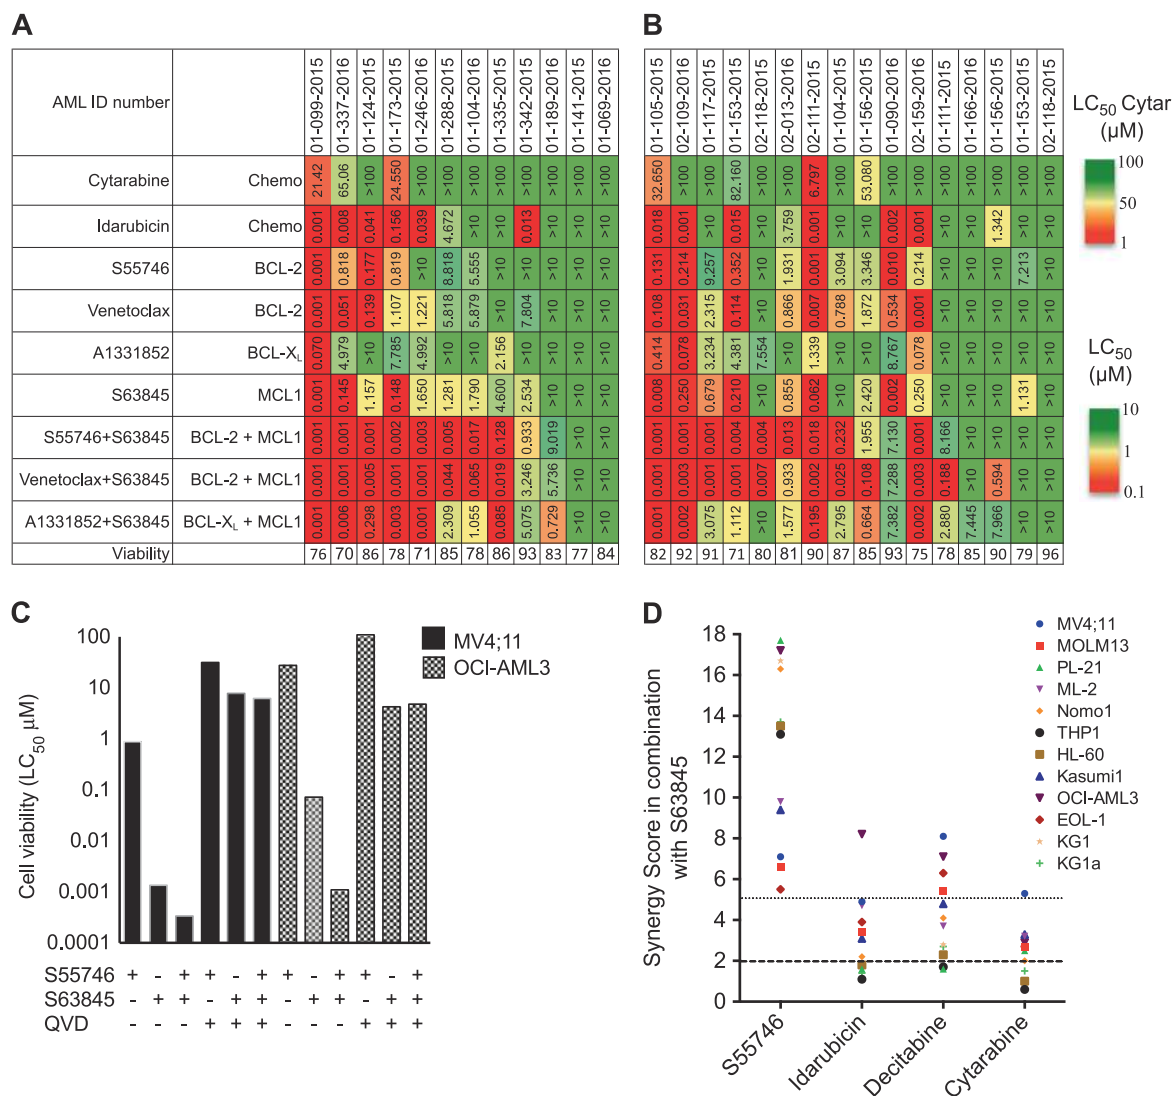 A
AML ID number 01-099-2015 01-337-2016 01-124-2015 01-173-2015 01-246-2016 01-288-2015 01-104-2016 01-335-2015 01-342-2015 01-189-2016 01-141-2015 01-069-2016
Cytarabine Chemo 21.42 65.06 >100 24.550 >100 >100 >100 >100 >100 >100 >100 >100
Idarubicin Chemo 0.001 0.008 0.041 0.156 0.039 4.672 >10 >10 0.013 >10 >10 >10
S55746 BCL-2 0.001 0.818 0.177 0.819 >10 8.818 5.555 >10 >10 >10 >10 >10
Venetoclax BCL-2 0.001 0.051 0.139 1.107 1.221 5.818 5.879 >10 7.804 >10 >10 >10
A1331852 BCL-XL 0.070 4.979 >10 7.785 4.992 >10 >10 2.156 >10 >10 >10 >10
S63845 MCL1 0.001 0.145 1.157 0.148 1.650 1.281 1.790 4.600 2.534 >10 >10 >10
S55746+S63845 BCL-2 + MCL1 0.001 0.001 0.001 0.002 0.003 0.005 0.017 0.128 0.933 9.019 >10 >10
Venetoclax+S63845 BCL-2 + MCL1 0.001 0.001 0.005 0.001 0.001 0.044 0.065 0.019 3.246 5.736 >10 >10
A1331852+S63845 BCL-XL + MCL1 0.001 0.006 0.298 0.003 0.001 2.303 1.055 0.085 5.075 0.729 >10 >10
Viability 76 70 86 78 71 85 78 86 93 83 77 84
B
01-105-2015 02-109-2016 01-117-2015 01-153-2015 02-118-2015 02-013-2016 02-111-2015 01-104-2015 01-156-2015 01-090-2016 02-159-2016 01-111-2015 01-166-2016 01-156-2016 01-153-2015 02-118-2015
32.650 >100 >100 82.160 >100 >100 6.797 >100 53.080 >100 >100 >100 >100 >100 >100 >100
0.018 0.001 >10 0.015 >10 3.759 0.001 >10 >10 0.002 0.001 >10 >10 1.342 >10 >10
0.131 0.214 9.257 0.352 >10 1.931 0.010 3.094 3.346 >10 0.214 >10 >10 >10 7.213 >10
0.108 0.031 2.315 0.114 >10 0.866 0.007 0.788 1.872 0.534 0.001 >10 >10 >10 >10 >10
0.414 0.078 3.234 4.381 7.554 >10 1.339 >10 >10 8.767 0.078 >10 >10 >10 >10 >10
0.008 0.250 0.679 0.210 >10 0.855 0.062 >10 2.420 0.002 0.250 >10 >10 >10 1.131 >10
0.001 0.001 0.001 0.004 0.004 0.013 0.018 0.232 1.955 7.130 0.001 8.166 >10 >10 >10 >10
0.001 0.003 0.001 0.001 0.007 0.933 0.002 0.025 0.108 7.288 0.003 0.188 >10 0.594 >10 >10
0.001 0.002 3.075 1.112 >10 1.577 0.195 2.795 0.664 7.382 0.002 2.880 7.445 7.966 >10 >10
82 92 91 71 80 81 90 87 85 93 75 78 85 90 79 96
LC50 Cytar
(µM)
100
50
1
LC50
(µM)
10
1
0.1
C
Cell viability (LC50 µM)
100
10
1
0.1
0.01
0.001
0.0001
MV4;11
OCI-AML3
S55746 + - + + - + + - + + - +
S63845 - + + - + + - + + - + +
QVD - - - + + + - - - + + +
D
Synergy Score in combination
with S63845
18
16
14
12
10
8
6
4
2
0
S55746
Idarubicin
Decitabine
Cytarabine
MV4;11
MOLM13
PL-21
ML-2
Nomo1
THP1
HL-60
Kasumi1
OCI-AML3
EOL-1
KG1
KG1a